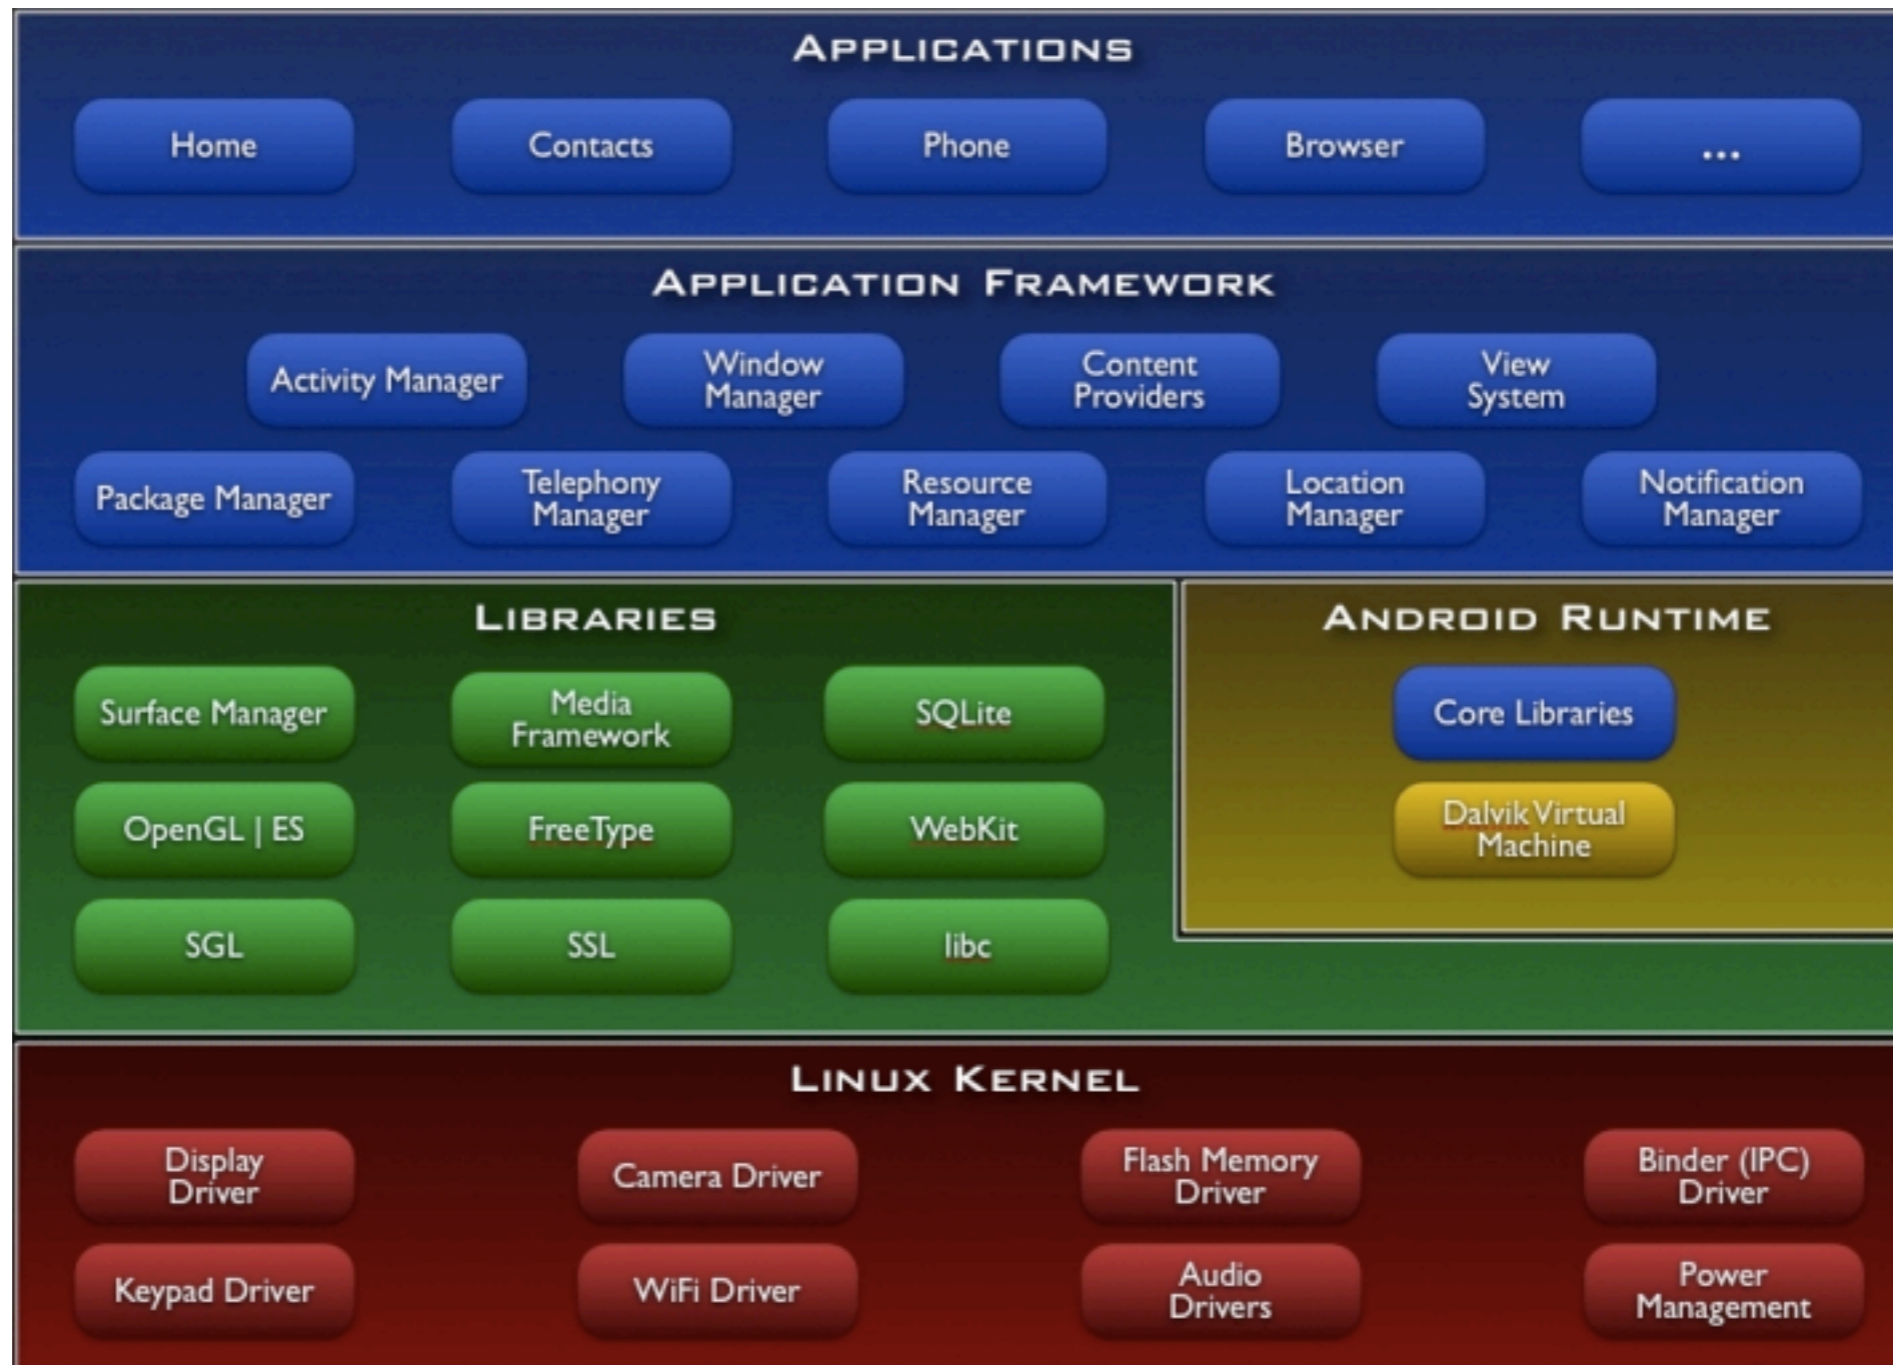 APPLICATIONS
Home
Contacts
Phone
Browser
...
APPLICATION FRAMEWORK
Activity Manager
Window
Manager
Content
Providers
View
System
Package Manager
Telephony
Manager
Resource
Manager
Location
Manager
Notification
Manager
LIBRARIES
Surface Manager
Media
Framework
SQLite
OpenGL | ES
FreeType
WebKit
SGL
SSL
libc
ANDROID RUNTIME
Core Libraries
Dalvik Virtual
Machine
LINUX KERNEL
Display
Driver
Camera Driver
Flash Memory
Driver
Binder (IPC)
Driver
Keypad Driver
WiFi Driver
Audio
Drivers
Power
Management